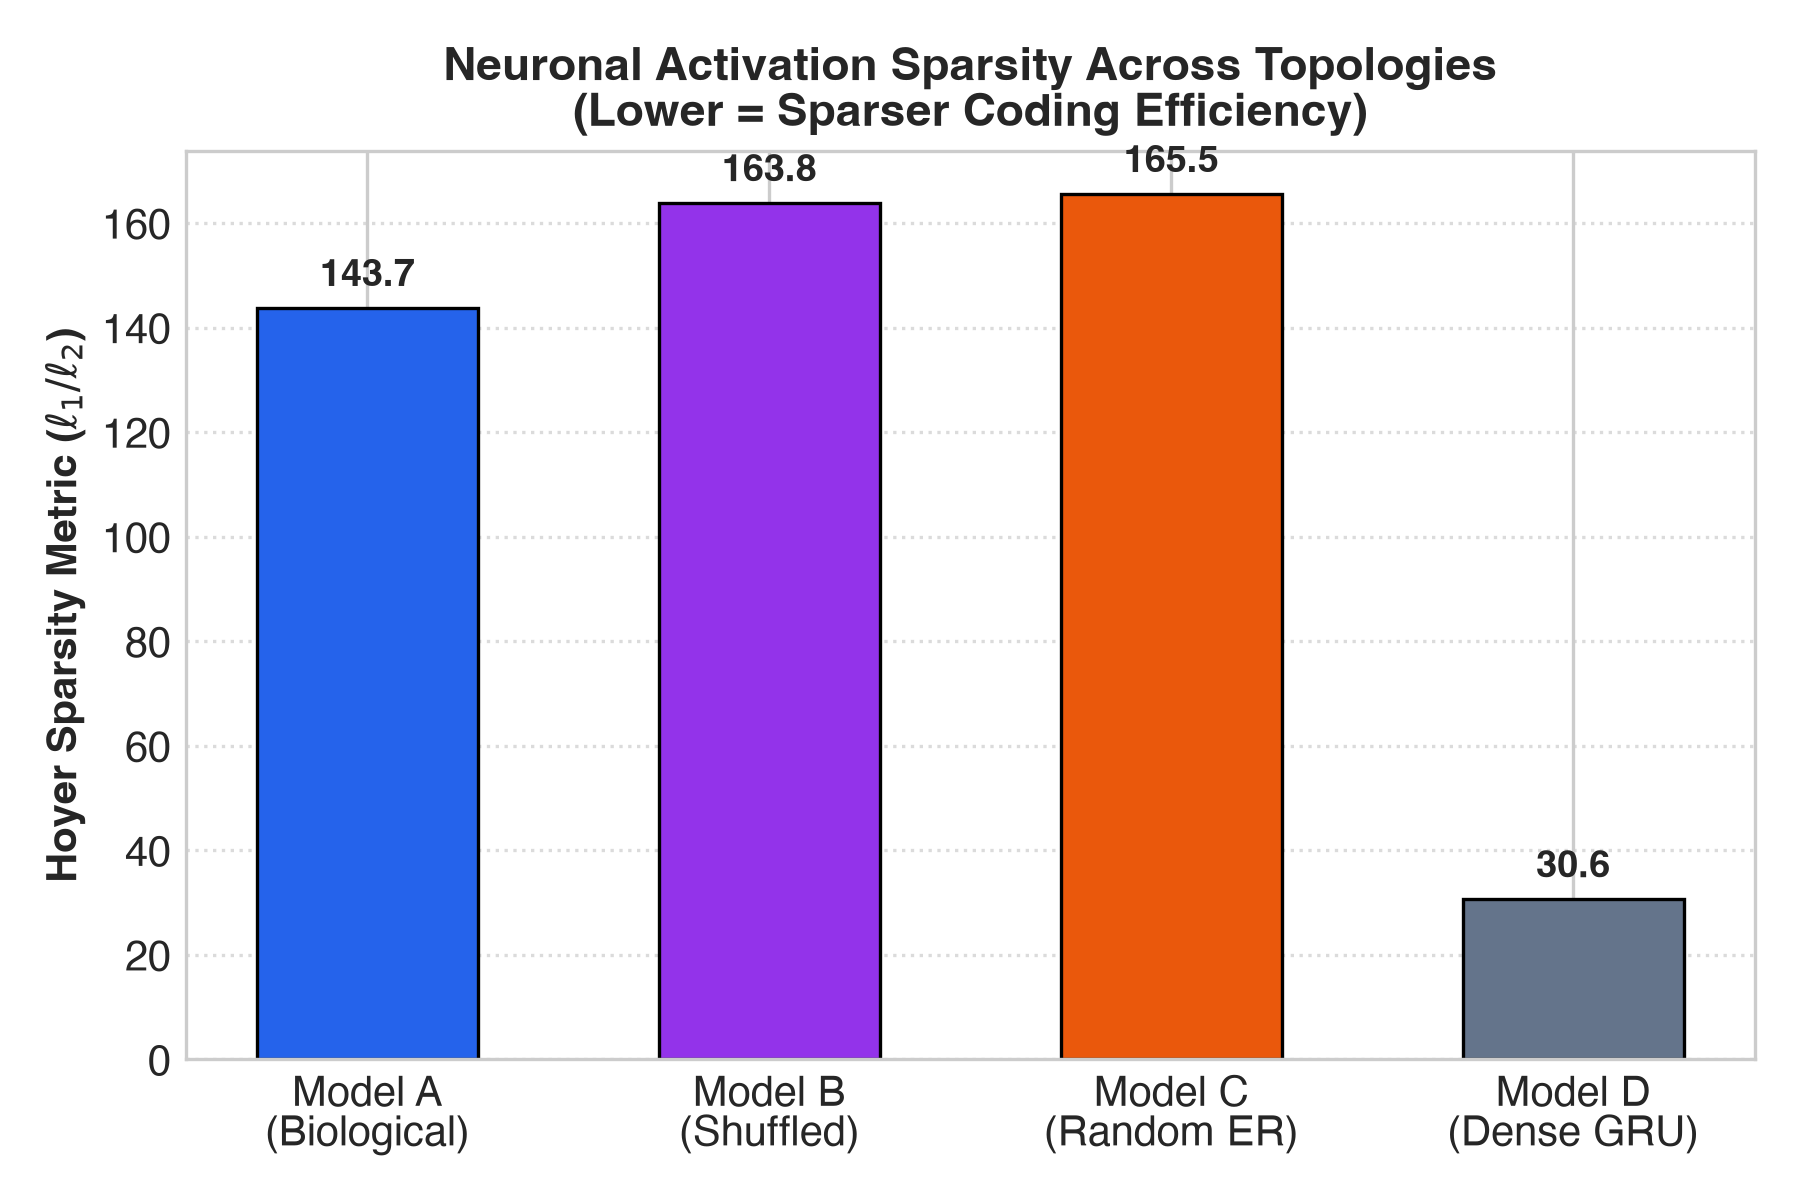 Neuronal Activation Sparsity Across Topologies
(Lower = Sparser Coding Efficiency)
Hoyer Sparsity Metric (ℓ₁/ℓ₂)
160
140
120
100
80
60
40
20
0
143.7
163.8
165.5
30.6
Model A
(Biological)
Model B
(Shuffled)
Model C
(Random ER)
Model D
(Dense GRU)